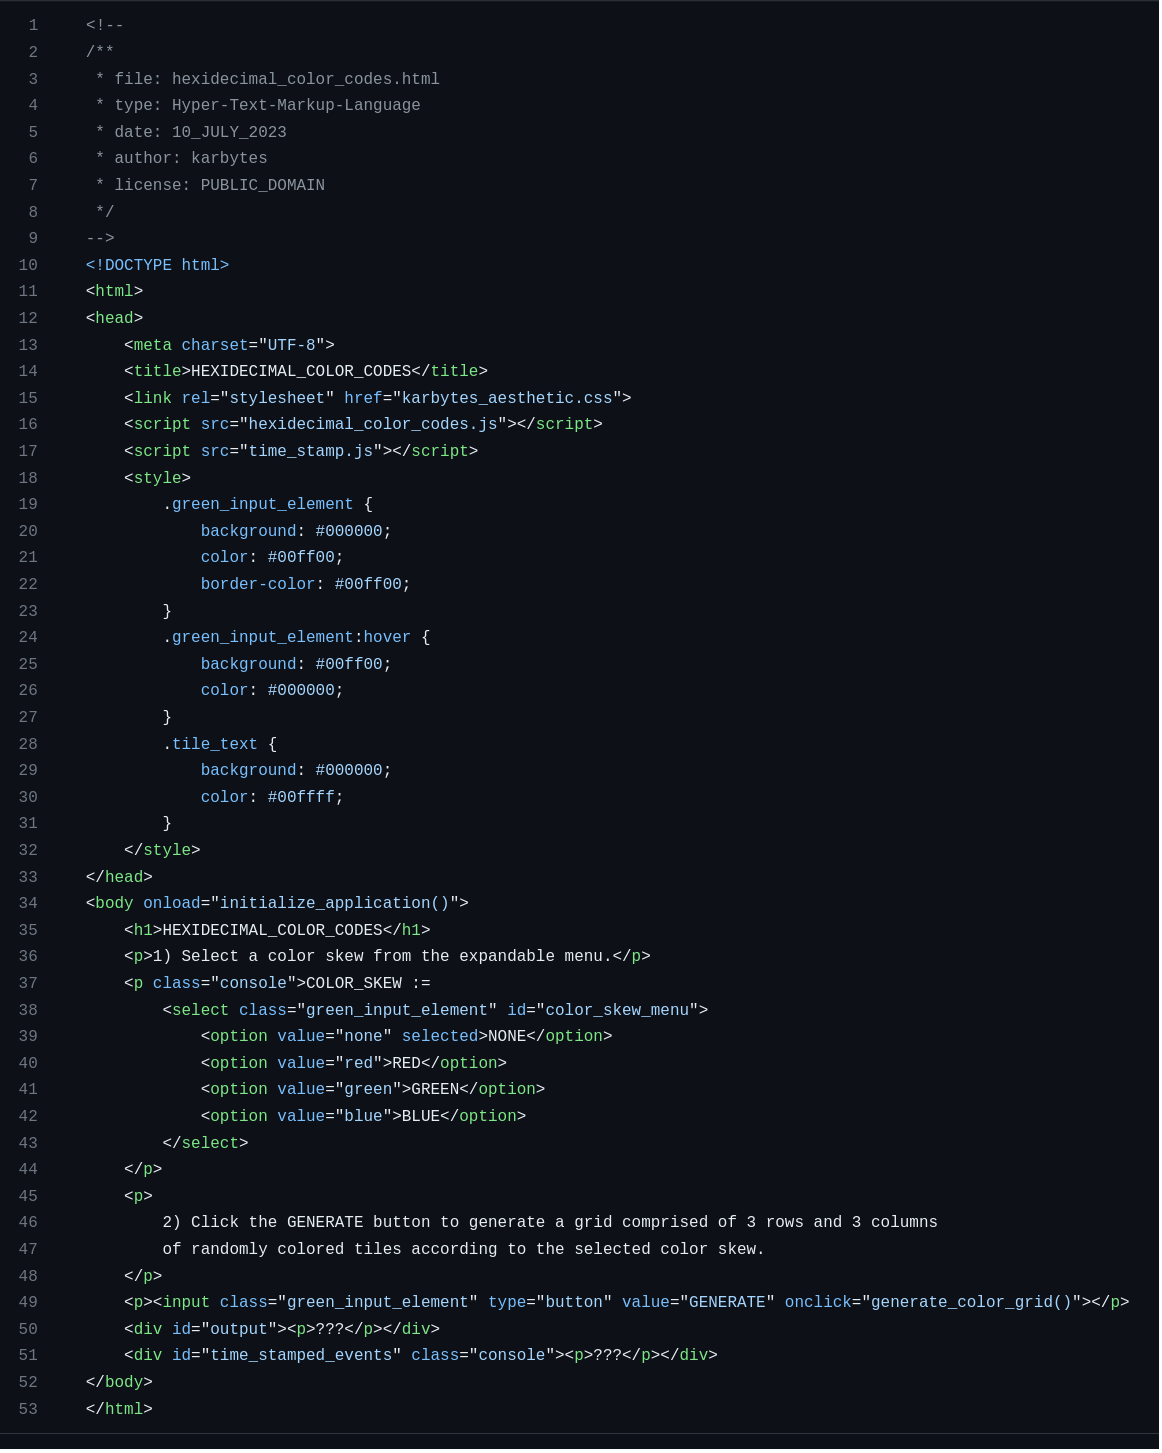 1 <!--
2 /**
3  * file: hexidecimal_color_codes.html
4  * type: Hyper-Text-Markup-Language
5  * date: 10_JULY_2023
6  * author: karbytes
7  * license: PUBLIC_DOMAIN
8  */
9 -->
10 <!DOCTYPE html>
11 <html>
12 <head>
13     <meta charset="UTF-8">
14     <title>HEXIDECIMAL_COLOR_CODES</title>
15     <link rel="stylesheet" href="karbytes_aesthetic.css">
16     <script src="hexidecimal_color_codes.js"></script>
17     <script src="time_stamp.js"></script>
18     <style>
19         .green_input_element {
20             background: #000000;
21             color: #00ff00;
22             border-color: #00ff00;
23         }
24         .green_input_element:hover {
25             background: #00ff00;
26             color: #000000;
27         }
28         .tile_text {
29             background: #000000;
30             color: #00ffff;
31         }
32     </style>
33 </head>
34 <body onload="initialize_application()">
35     <h1>HEXIDECIMAL_COLOR_CODES</h1>
36     <p>1) Select a color skew from the expandable menu.</p>
37     <p class="console">COLOR_SKEW :=
38         <select class="green_input_element" id="color_skew_menu">
39             <option value="none" selected>NONE</option>
40             <option value="red">RED</option>
41             <option value="green">GREEN</option>
42             <option value="blue">BLUE</option>
43         </select>
44     </p>
45     <p>
46         2) Click the GENERATE button to generate a grid comprised of 3 rows and 3 columns
47         of randomly colored tiles according to the selected color skew.
48     </p>
49     <p><input class="green_input_element" type="button" value="GENERATE" onclick="generate_color_grid()"></p>
50     <div id="output"><p>???</p></div>
51     <div id="time_stamped_events" class="console"><p>???</p></div>
52 </body>
53 </html>